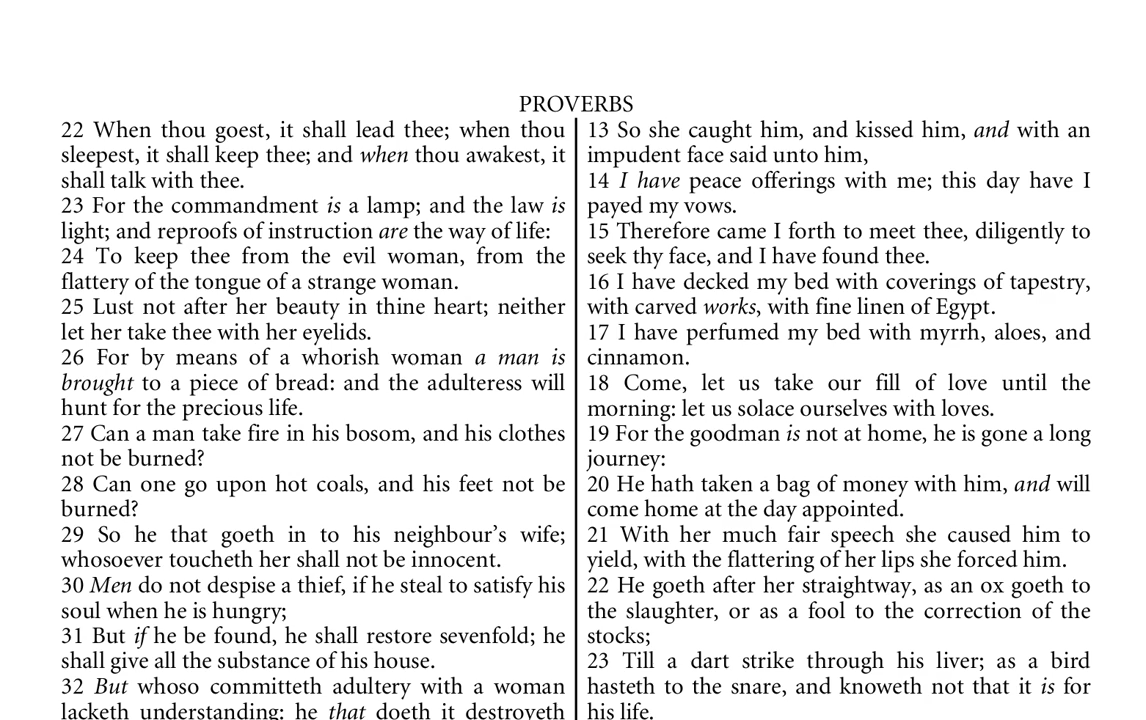 PROVERBS
22 When thou goest, it shall lead thee; when thou
sleepest, it shall keep thee; and when thou awakest, it
shall talk with thee.
23 For the commandment is a lamp; and the law is
light; and reproofs of instruction are the way of life:
24 To keep thee from the evil woman, from the
flattery of the tongue of a strange woman.
25 Lust not after her beauty in thine heart; neither
let her take thee with her eyelids.
26 For by means of a whorish woman a man is
brought to a piece of bread: and the adulteress will
hunt for the precious life.
27 Can a man take fire in his bosom, and his clothes
not be burned?
28 Can one go upon hot coals, and his feet not be
burned?
29 So he that goeth in to his neighbour's wife;
whosoever toucheth her shall not be innocent.
30 Men do not despise a thief, if he steal to satisfy his
soul when he is hungry;
31 But if he be found, he shall restore sevenfold; he
shall give all the substance of his house.
32 But whoso committeth adultery with a woman
lacketh understanding: he that doeth it destroyeth
13 So she caught him, and kissed him, and with an
impudent face said unto him,
14 I have peace offerings with me; this day have I
payed my vows.
15 Therefore came I forth to meet thee, diligently to
seek thy face, and I have found thee.
16 I have decked my bed with coverings of tapestry,
with carved works, with fine linen of Egypt.
17 I have perfumed my bed with myrrh, aloes, and
cinnamon.
18 Come, let us take our fill of love until the
morning: let us solace ourselves with loves.
19 For the goodman is not at home, he is gone a long
journey:
20 He hath taken a bag of money with him, and will
come home at the day appointed.
21 With her much fair speech she caused him to
yield, with the flattering of her lips she forced him.
22 He goeth after her straightway, as an ox goeth to
the slaughter, or as a fool to the correction of the
stocks;
23 Till a dart strike through his liver; as a bird
hasteth to the snare, and knoweth not that it is for
his life.